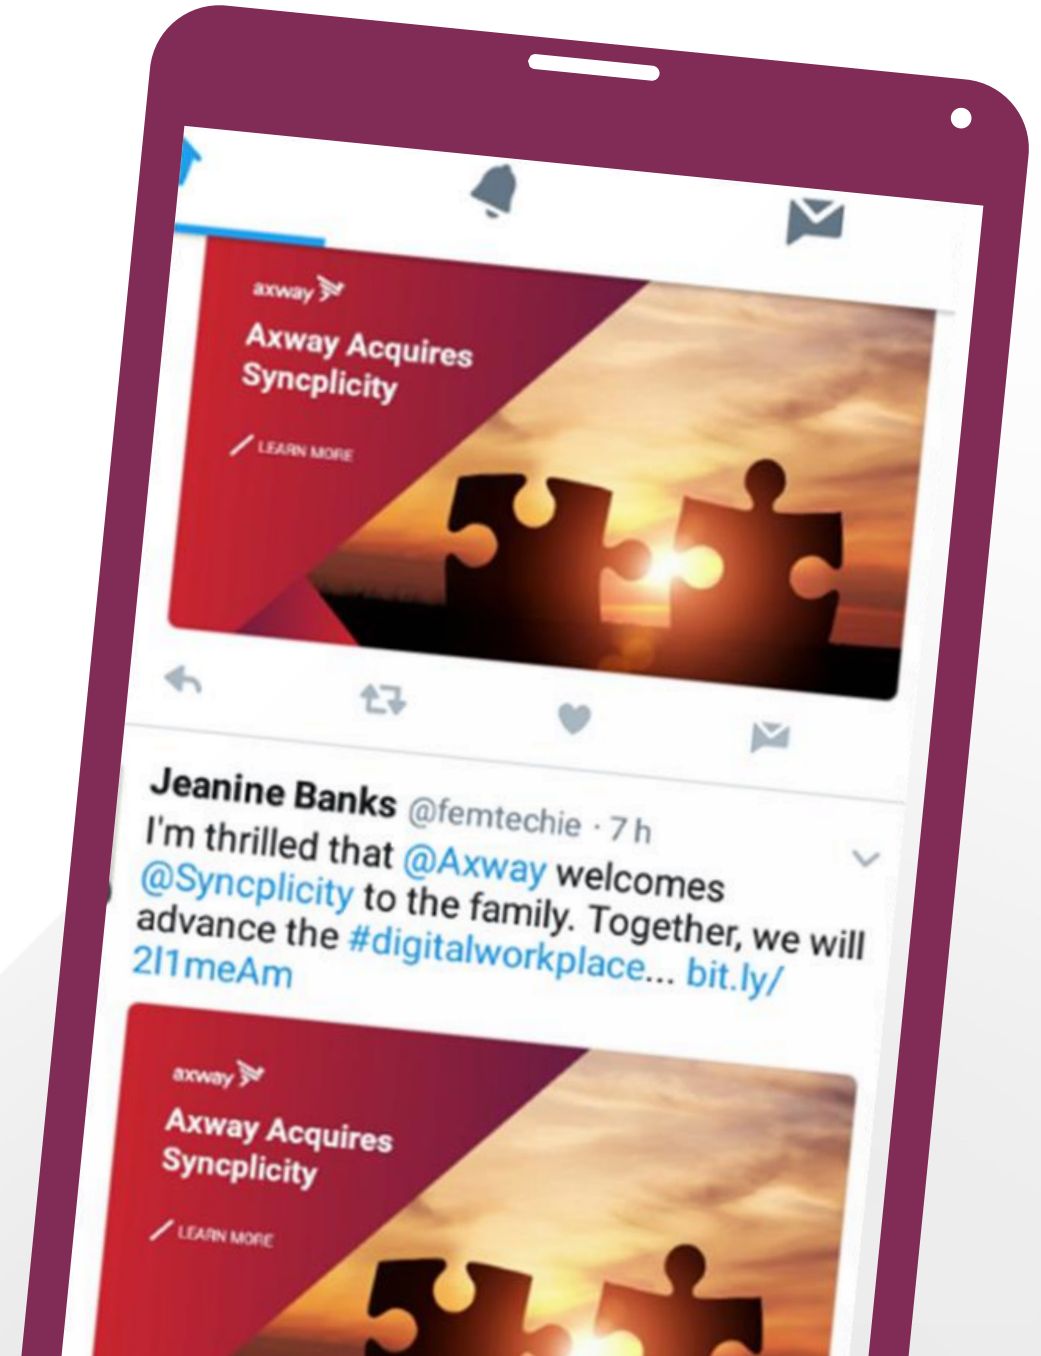 axway
Axway Acquires
Syncplicity
LEARN MORE
Jeanine Banks @femtechie · 7 h
I'm thrilled that @Axway welcomes
@Syncplicity to the family. Together, we will
advance the #digitalworkplace... bit.ly/
2l1meAm
axway
Axway Acquires
Syncplicity
LEARN MORE